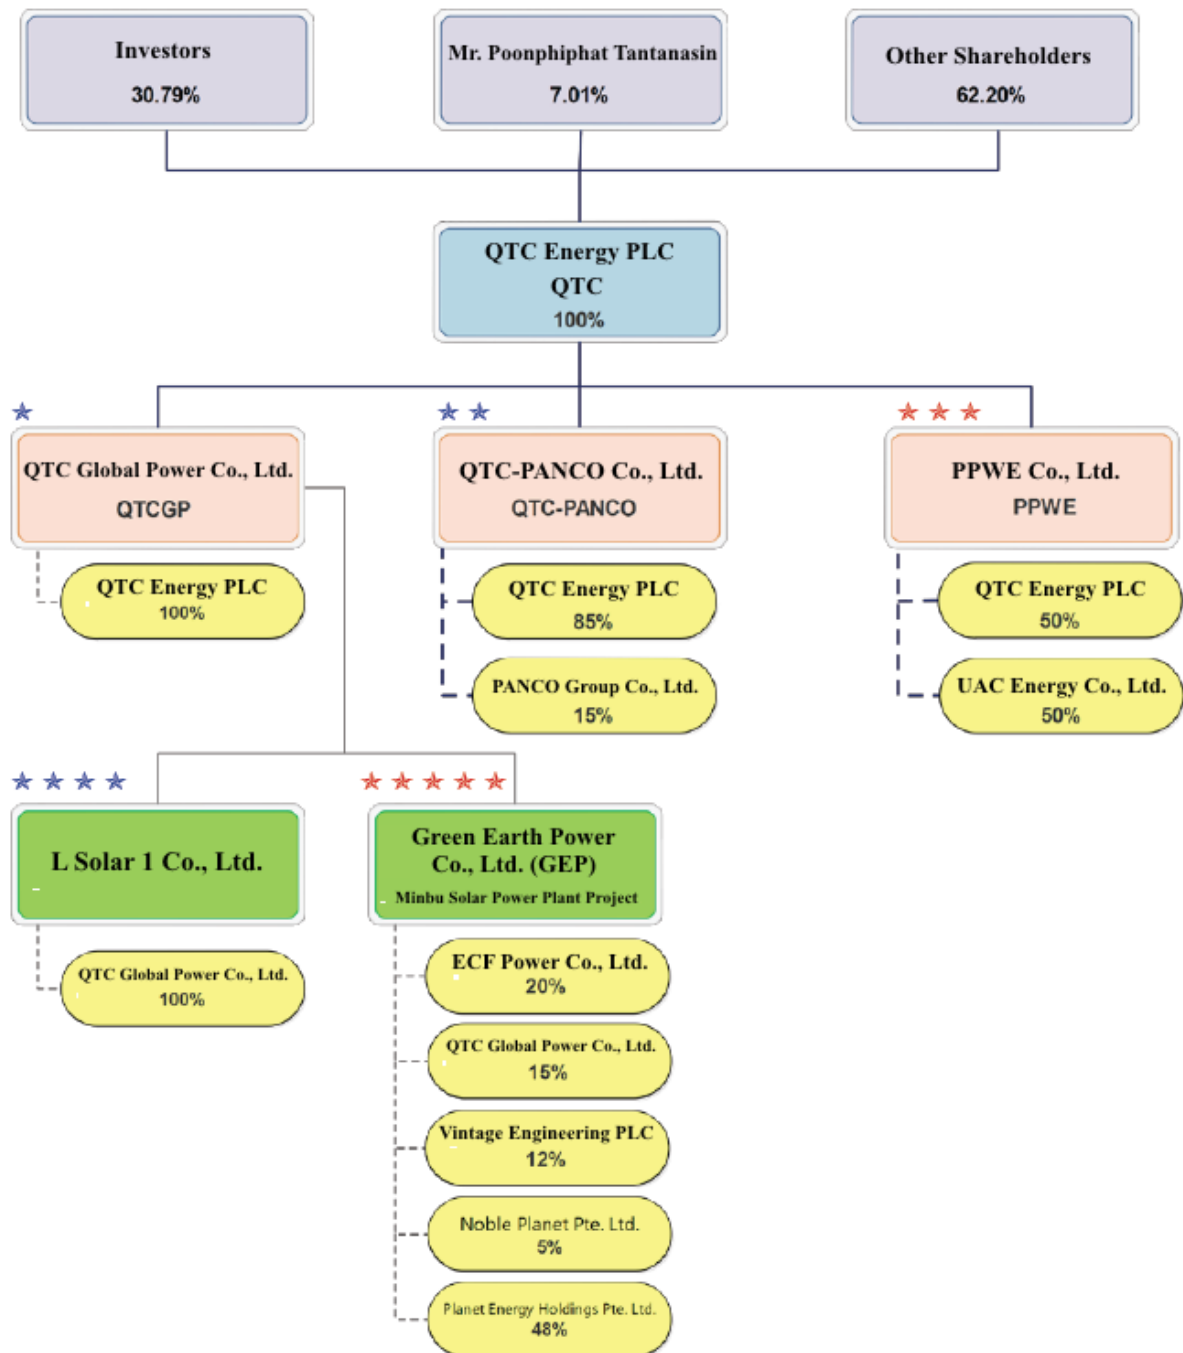 Investors
30.79%
Mr. Poonphiphat Tantanasin
7.01%
Other Shareholders
62.20%
QTC Energy PLC
QTC
100%
QTC Global Power Co., Ltd.
QTCGP
QTC Energy PLC
100%
QTC-PANCO Co., Ltd.
QTC-PANCO
QTC Energy PLC
85%
PANCO Group Co., Ltd.
15%
PPWE Co., Ltd.
PPWE
QTC Energy PLC
50%
UAC Energy Co., Ltd.
50%
L Solar 1 Co., Ltd.
QTC Global Power Co., Ltd.
100%
Green Earth Power
Co., Ltd. (GEP)
Minbu Solar Power Plant Project
ECF Power Co., Ltd.
20%
QTC Global Power Co., Ltd.
15%
Vintage Engineering PLC
12%
Noble Planet Pte. Ltd.
5%
Planet Energy Holdings Pte. Ltd.
48%